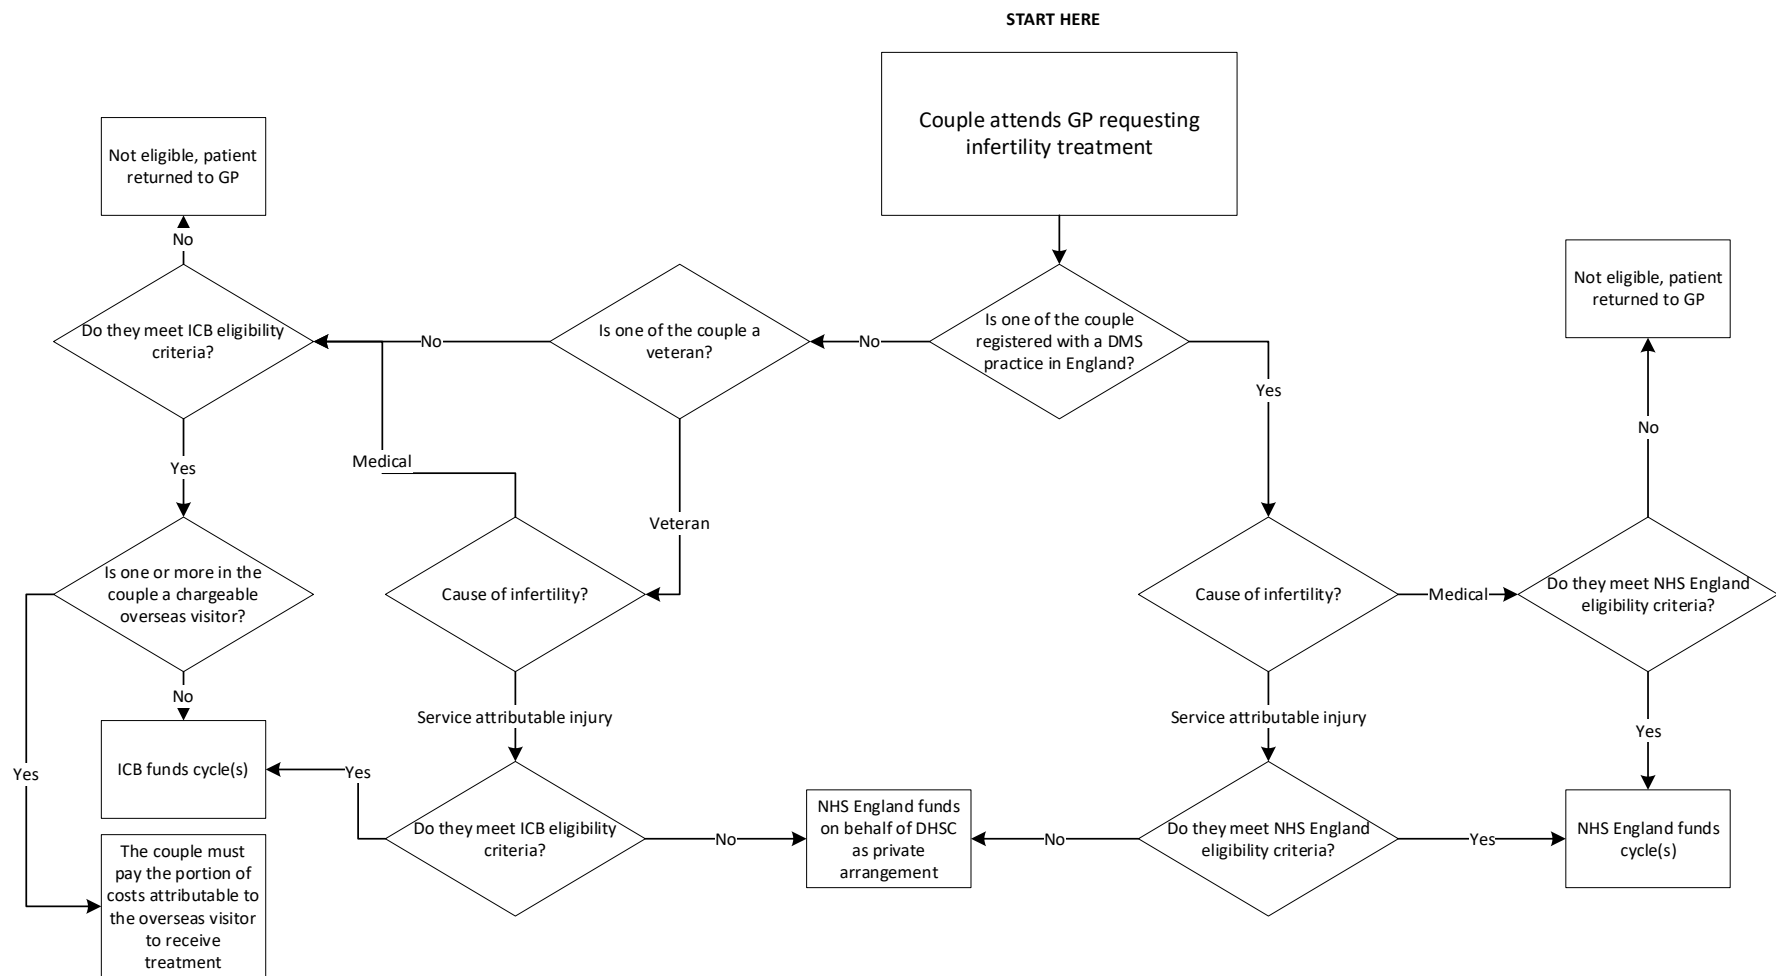 START HERE
Couple attends GP requesting
infertility treatment
Not eligible, patient
returned to GP
No
Do they meet ICB eligibility
criteria?
No
Is one of the couple a
veteran?
No
Is one of the couple
registered with a DMS
practice in England?
Yes
Not eligible, patient
returned to GP
No
Yes
Medical
Veteran
Is one or more in the
couple a chargeable
overseas visitor?
Cause of infertility?
Cause of infertility?
Medical
Do they meet NHS England
eligibility criteria?
No
Service attributable injury
Service attributable injury
Yes
Yes
ICB funds cycle(s)
Yes
Do they meet ICB eligibility
criteria?
No
NHS England funds
on behalf of DHSC
as private
arrangement
No
Do they meet NHS England
eligibility criteria?
Yes
NHS England funds
cycle(s)
The couple must
pay the portion of
costs attributable to
the overseas visitor
to receive
treatment